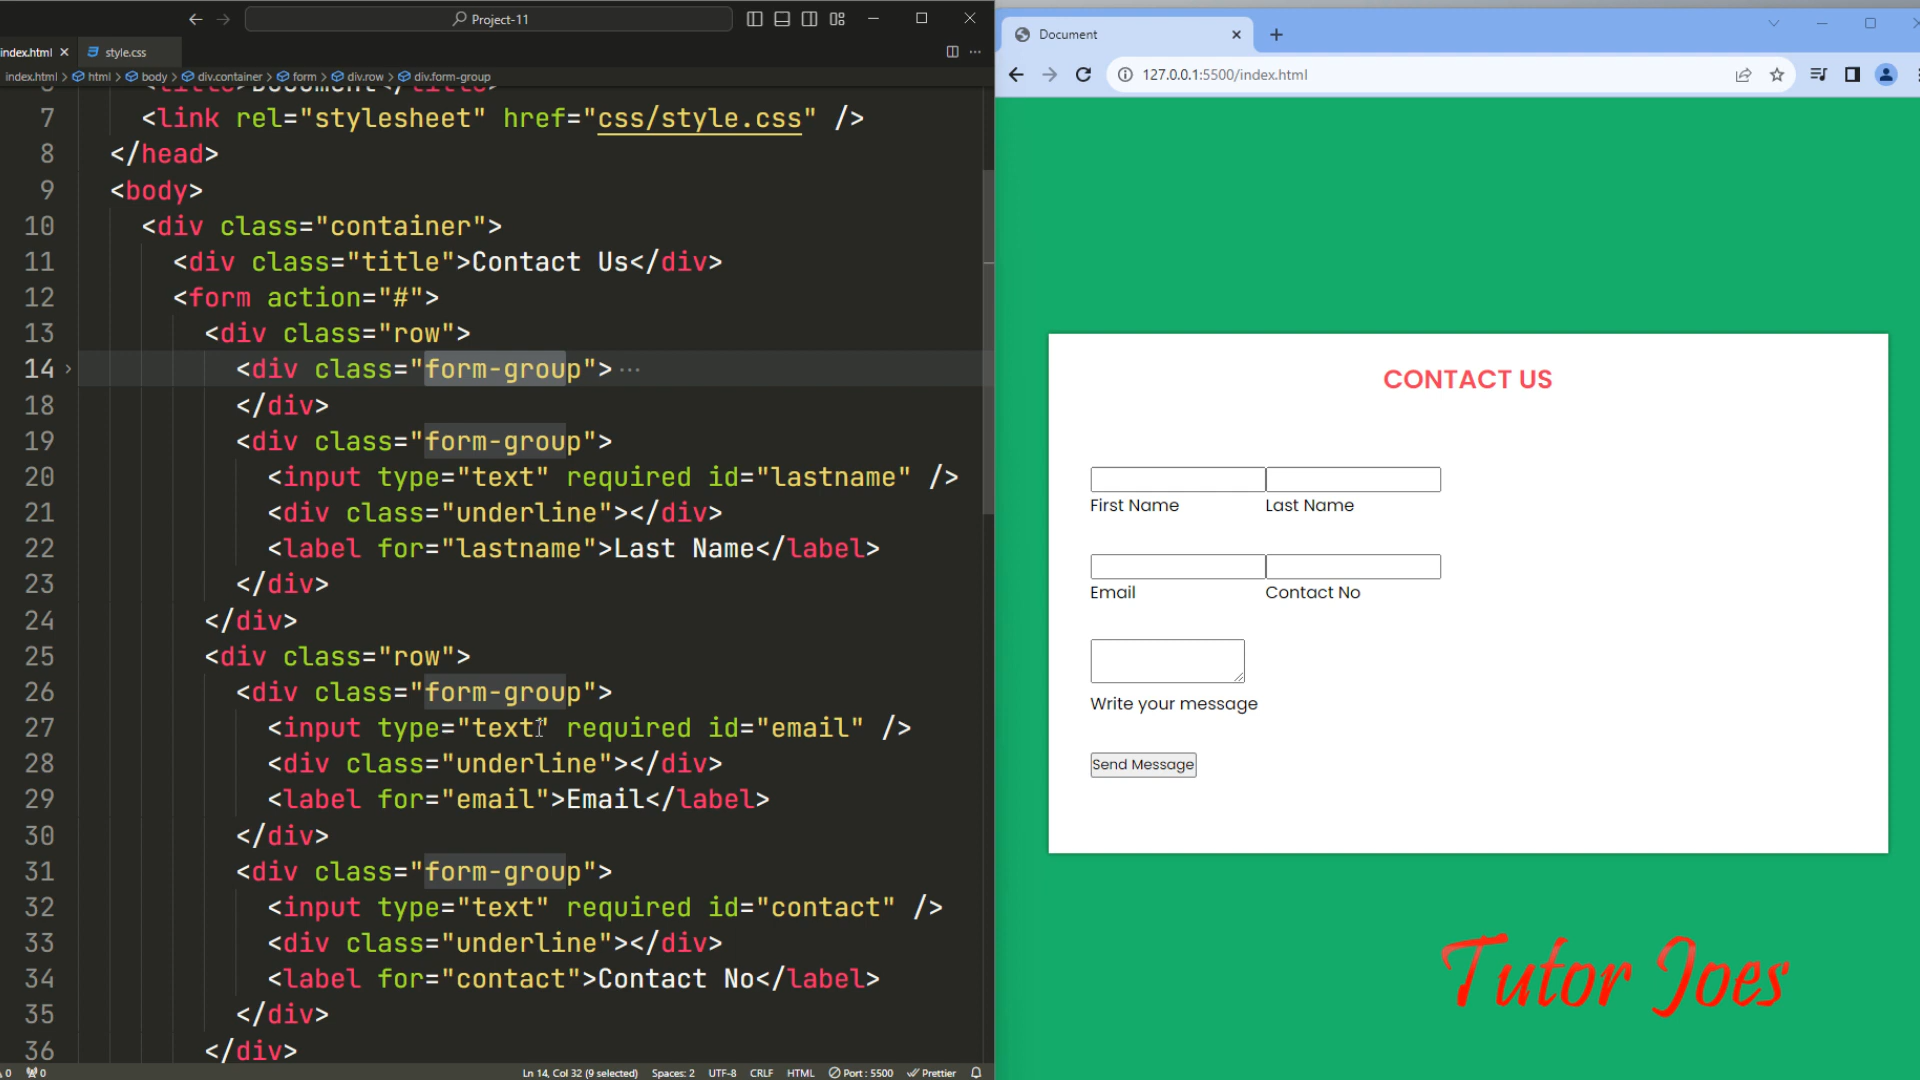 Project-11
index.html
style.css
index.html > html > body > div.container > form > div.row > div.form-group
7 <link rel="stylesheet" href="css/style.css" />
8 </head>
9 <body>
10 <div class="container">
11 <div class="title">Contact Us</div>
12 <form action="#">
13 <div class="row">
14 <div class="form-group"> ···
18 </div>
19 <div class="form-group">
20 <input type="text" required id="lastname" />
21 <div class="underline"></div>
22 <label for="lastname">Last Name</label>
23 </div>
24 </div>
25 <div class="row">
26 <div class="form-group">
27 <input type="text" required id="email" />
28 <div class="underline"></div>
29 <label for="email">Email</label>
30 </div>
31 <div class="form-group">
32 <input type="text" required id="contact" />
33 <div class="underline"></div>
34 <label for="contact">Contact No</label>
35 </div>
36 </div>
0 0 Ln 14, Col 32 (9 selected) Spaces: 2 UTF-8 CRLF HTML Port : 5500 Prettier
Document
127.0.0.1:5500/index.html
CONTACT US
First Name Last Name
Email Contact No
Write your message
Send Message
Tutor Joes